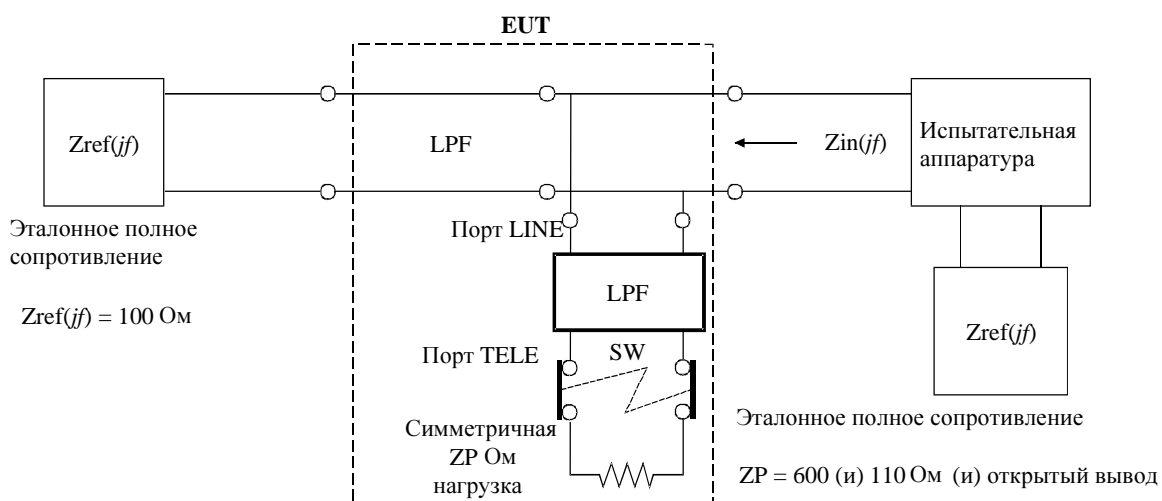 EUT
Zref(jf)
LPF
Zin(jf)
Испытательная
аппаратура
Эталонное полное
сопротивление
Порт LINE
Zref(jf) = 100 Ом
LPF
Zref(jf)
Порт TELE
SW
Симметричная
ZP Ом
нагрузка
Эталонное полное сопротивление
ZP = 600 (и) 110 Ом (и) открытый вывод